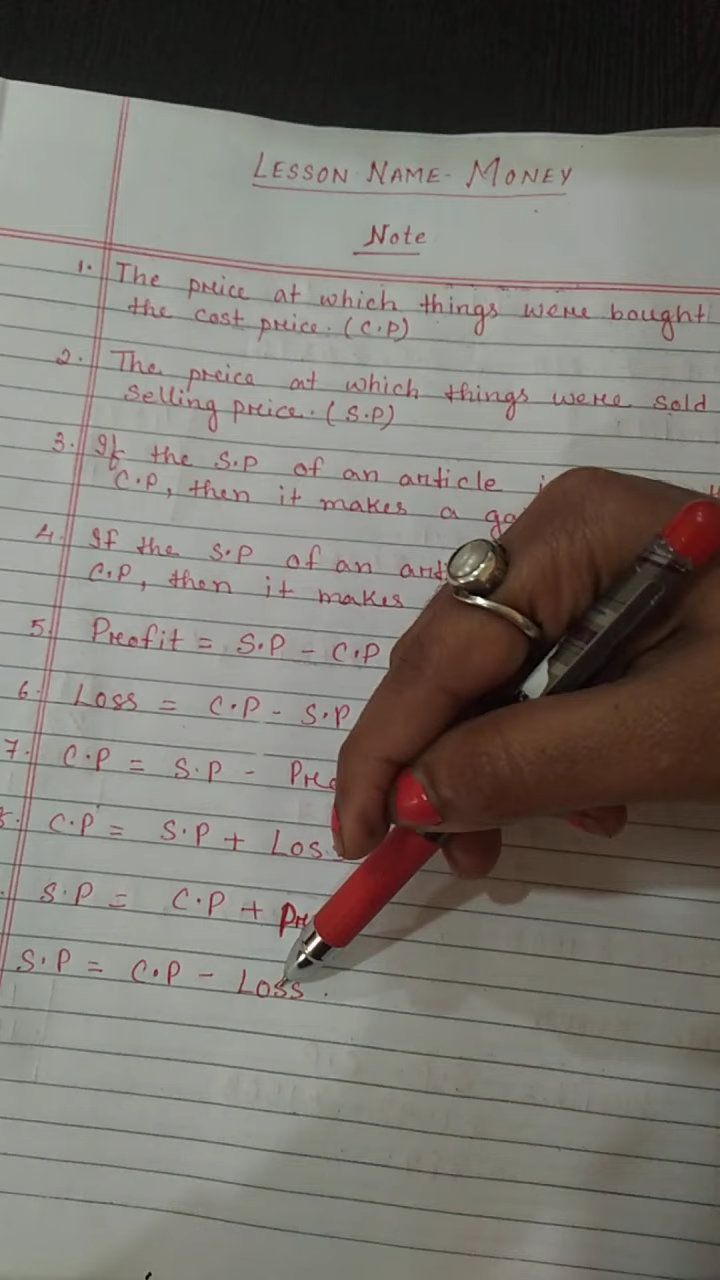 LESSON NAME- MONEY
Note
1. The price at which things were bought
the cost price. (C.P)
2. The price at which things were sold
selling price. (S.P)
3. If the S.P of an article
C.P, then it makes a
4. If the S.P of an
C.P, then it makes
5. Profit = S.P - C.P
6. Loss = C.P - S.P
7. C.P = S.P -
C.P = S.P +
S.P = C.P +
S.P = C.P - Loss.